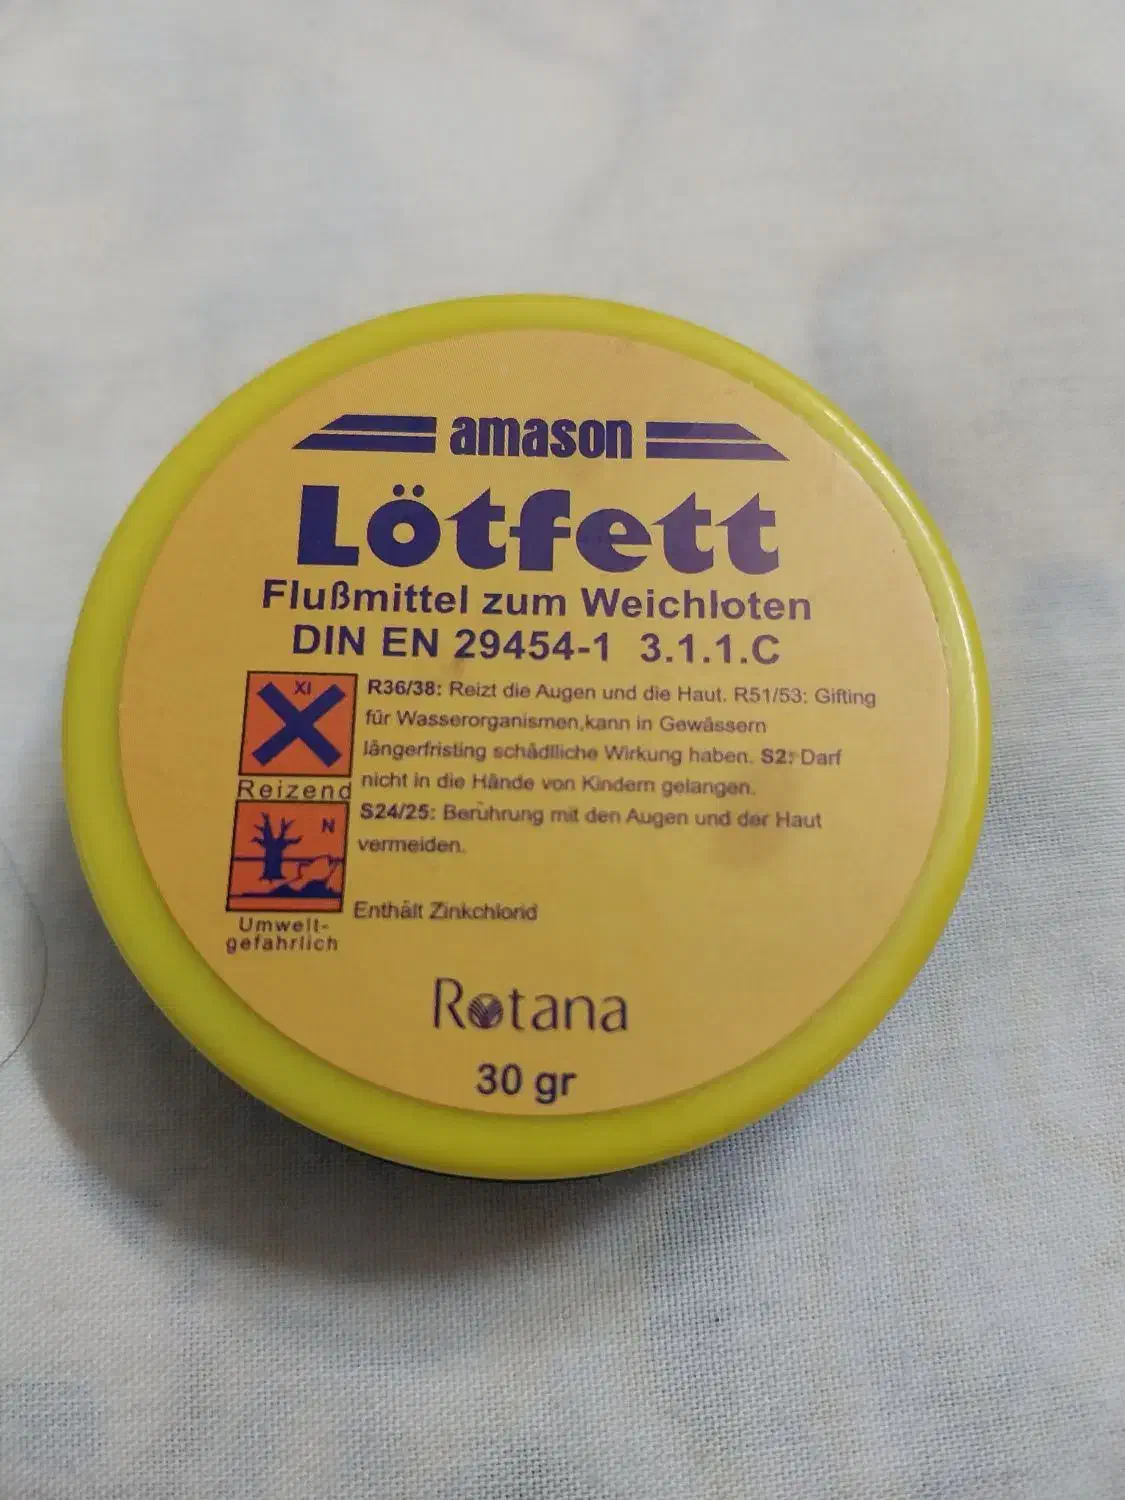 amason
Lötfett
Flußmittel zum Weichloten
DIN EN 29454-1 3.1.1.C
XI
Reizend
R36/38: Reizt die Augen und die Haut. R51/53: Gifting
für Wasserorganismen,kann in Gewässern
längerfristing schådlliche Wirkung haben. S2: Darf
nicht in die Hände von Kindern gelangen.
S24/25: Berührung mit den Augen und der Haut
vermeiden.
N
Umwelt-
gefahrlich
Enthält Zinkchlorid
Rotana
30 gr